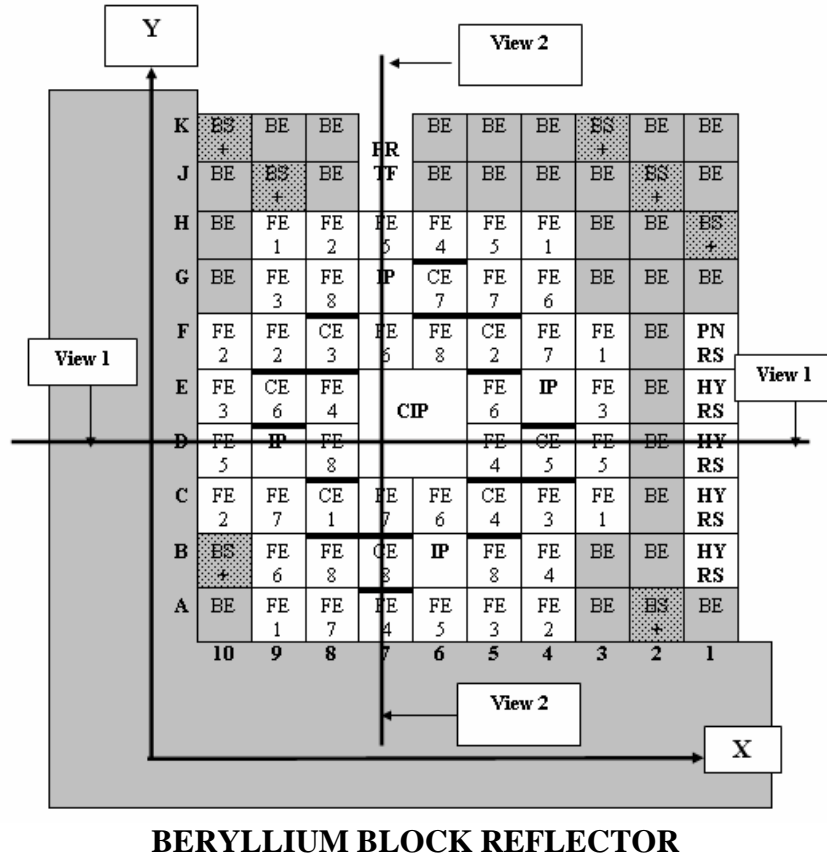 Y
View 2
K BS BE BE BE BE BE BS BE BE
+ PR +
J BE BS BE TF BE BE BE BE BS BE
+ +
H BE FE FE FE FE FE FE BE BE BS
1 2 5 4 5 1 +
G BE FE FE IP CE FE FE BE BE BE
3 8 7 7 6
F FE FE CE FE FE CE FE FE BE PN
2 2 3 6 8 2 7 1 RS
View 1
View 1
E FE CE FE FE IP FE BE HY
3 6 4 CIP 6 3 RS
D FE IP FE FE CE FE BE HY
5 8 4 5 5 RS
C FE FE CE FE FE CE FE FE BE HY
2 7 1 7 6 4 3 1 RS
B BS FE FE CE IP FE FE BE BE HY
+ 6 8 8 8 4 RS
A BE FE FE FE FE FE FE BE BS BE
1 7 4 5 3 2 +
10 9 8 7 6 5 4 3 2 1
View 2
X
BERYLLIUM BLOCK REFLECTOR